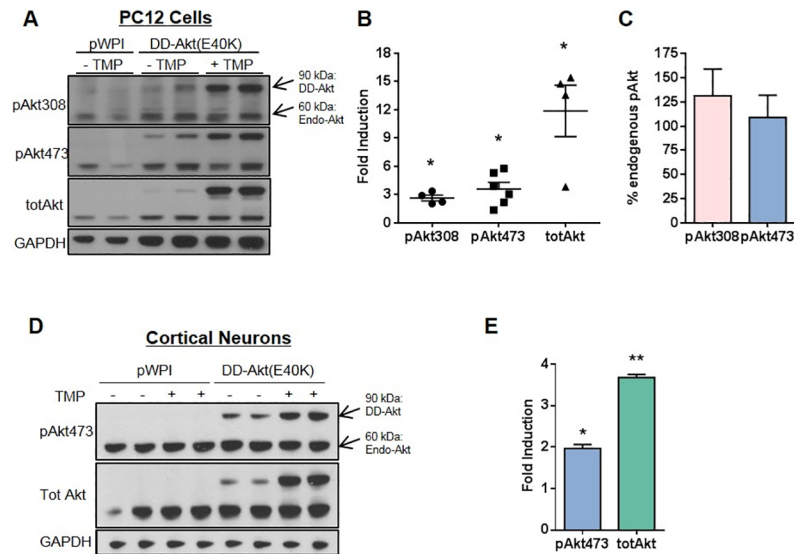 A
PC12 Cells
pWPI DD-Akt(E40K)
- TMP - TMP + TMP
90 kDa:
DD-Akt
60 kDa:
Endo-Akt
pAkt308
pAkt473
totAkt
GAPDH
B
Fold Induction
18
15
12
9
6
3
0
*
*
*
pAkt308 pAkt473 totAkt
C
% endogenous pAkt
175
150
125
100
75
50
25
0
pAkt308 pAkt473
D
Cortical Neurons
pWPI DD-Akt(E40K)
TMP - - + + - - + +
90 kDa:
DD-Akt
60 kDa:
Endo-Akt
pAkt473
Tot Akt
GAPDH
E
Fold Induction
4
3
2
1
0
*
**
pAkt473 totAkt